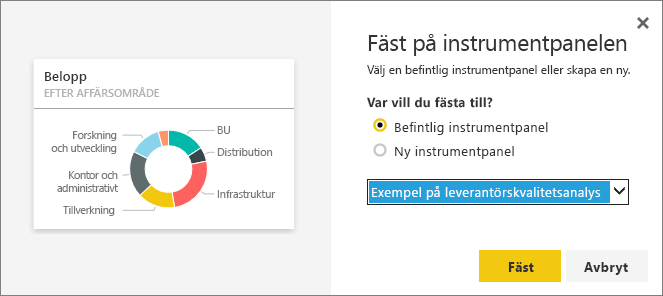 Belopp
EFTER AFFÄRSOMRÅDE
Forskning
och utveckling
BU
Distribution
Kontor och
administrativt
Infrastruktur
Tillverkning
Fäst på instrumentpanelen
Välj en befintlig instrumentpanel eller skapa en ny.
Var vill du fästa till?
Befintlig instrumentpanel
Ny instrumentpanel
Exempel på leverantörskvalitetsanalys
Fäst
Avbryt